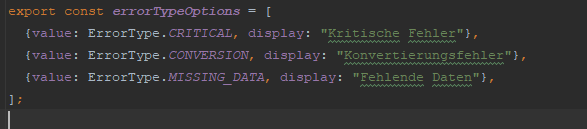 export const errorTypeOptions = [
  {value: ErrorType.CRITICAL, display: "Kritische Fehler"},
  {value: ErrorType.CONVERSION, display: "Konvertierungsfehler"},
  {value: ErrorType.MISSING_DATA, display: "Fehlende Daten"},
];